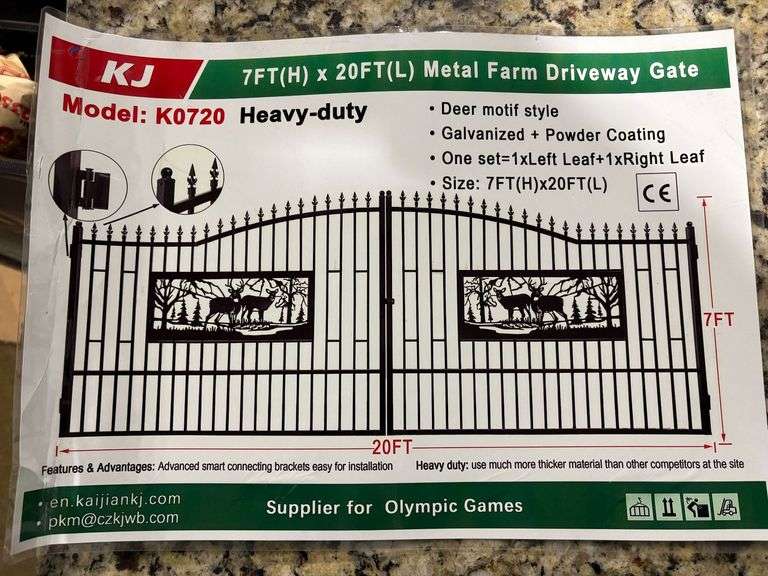 KJ
7FT(H) x 20FT(L) Metal Farm Driveway Gate
Model: K0720 Heavy-duty
• Deer motif style
• Galvanized + Powder Coating
• One set=1xLeft Leaf+1xRight Leaf
• Size: 7FT(H)x20FT(L)
CE
7FT
20FT
Features & Advantages: Advanced smart connecting brackets easy for installation
Heavy duty: use much more thicker material than other competitors at the site
• en.kaijiankj.com
• pkm@czkjwb.com
Supplier for Olympic Games